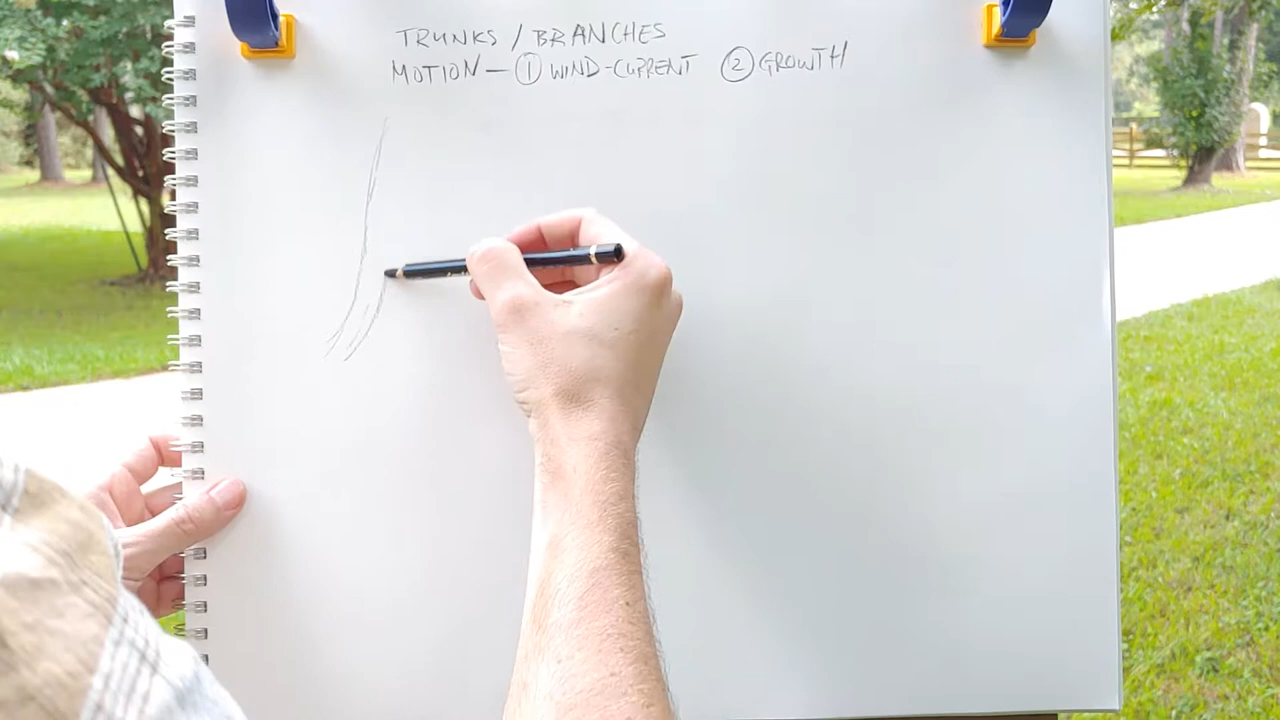 TRUNKS / BRANCHES
MOTION — ① WIND-CURRENT ② GROWTH